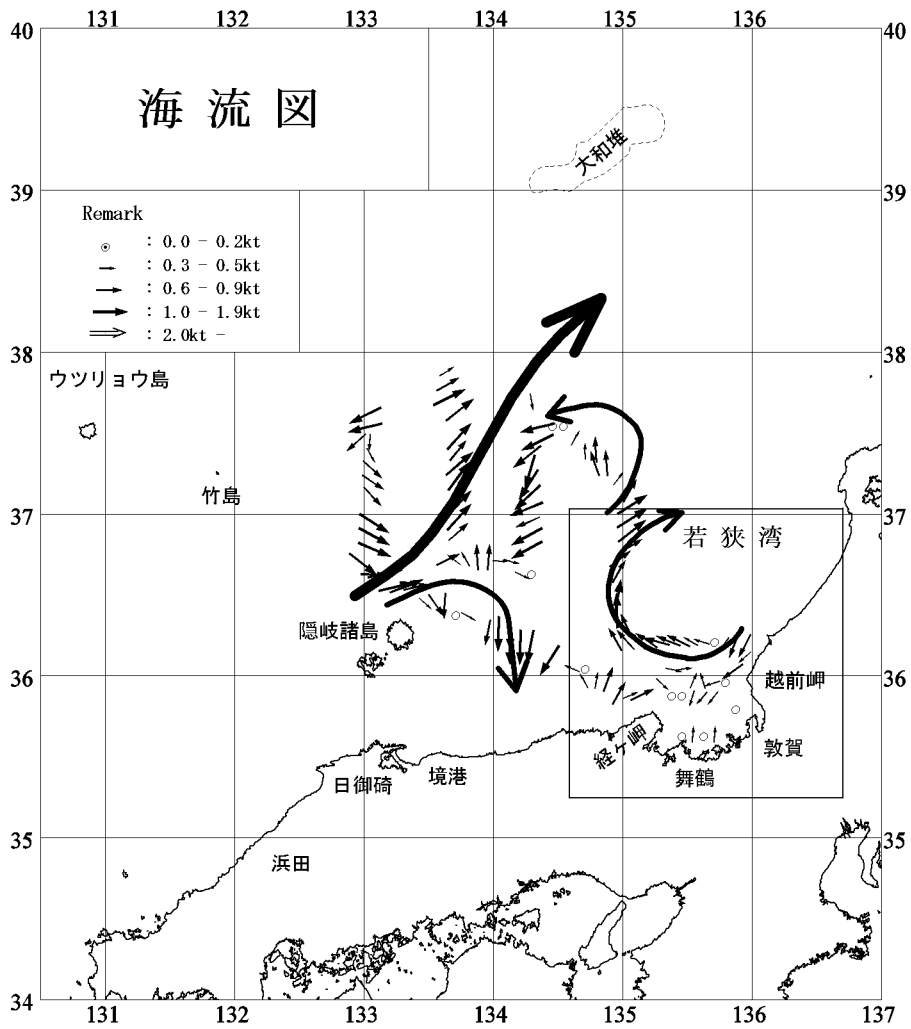 131 132 133 134 135 136 137
40 40
海流図
大和堆
39 39
Remark
: 0.0 - 0.2kt
: 0.3 - 0.5kt
: 0.6 - 0.9kt
: 1.0 - 1.9kt
: 2.0kt -
38 38
ウツリョウ島
竹島
37 37
若狭湾
隠岐諸島
36 36
越前岬
経ケ岬
敦賀
日御碕
境港
舞鶴
35 35
浜田
34 34
131 132 133 134 135 136 137